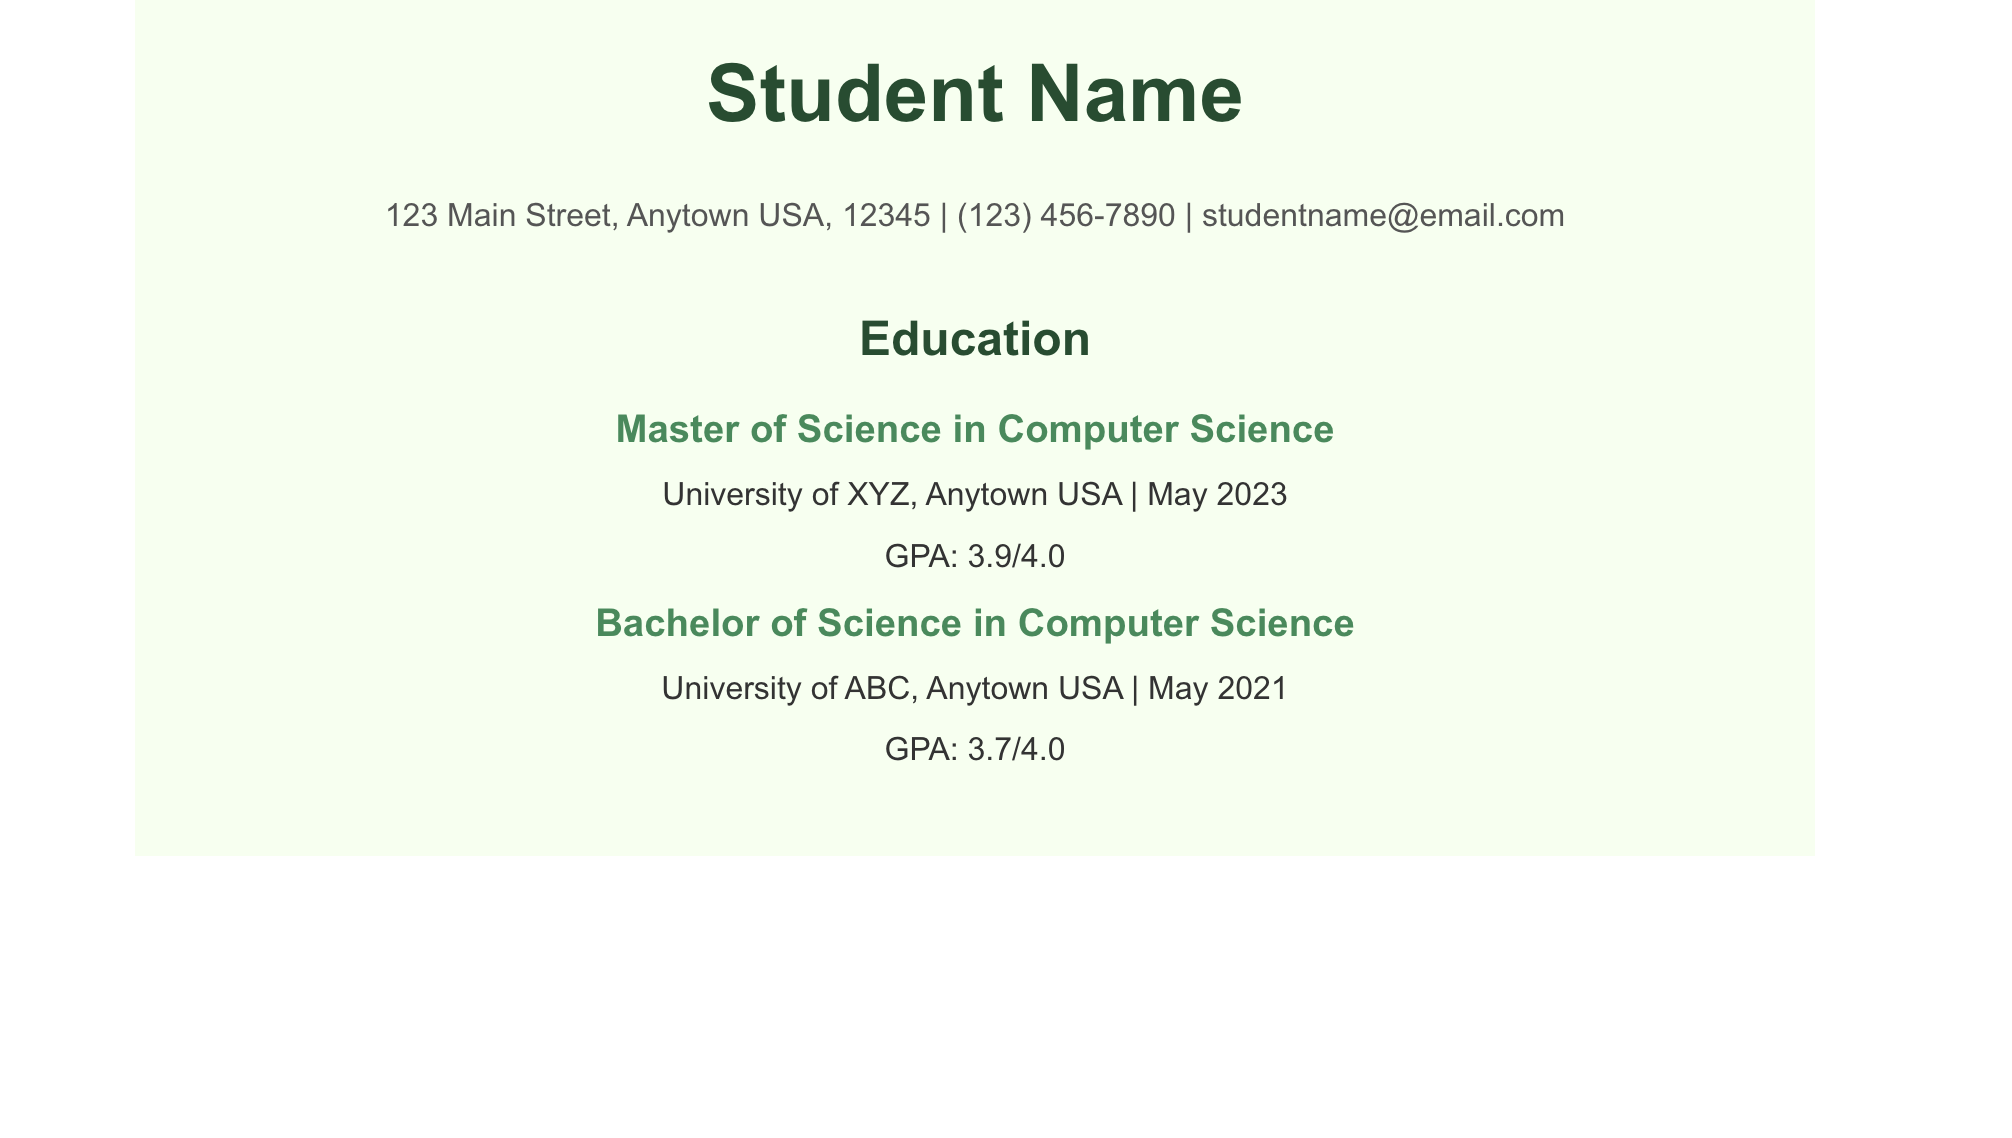 Student Name
123 Main Street, Anytown USA, 12345 | (123) 456-7890 | studentname@email.com
Education
Master of Science in Computer Science
University of XYZ, Anytown USA | May 2023
GPA: 3.9/4.0
Bachelor of Science in Computer Science
University of ABC, Anytown USA | May 2021
GPA: 3.7/4.0